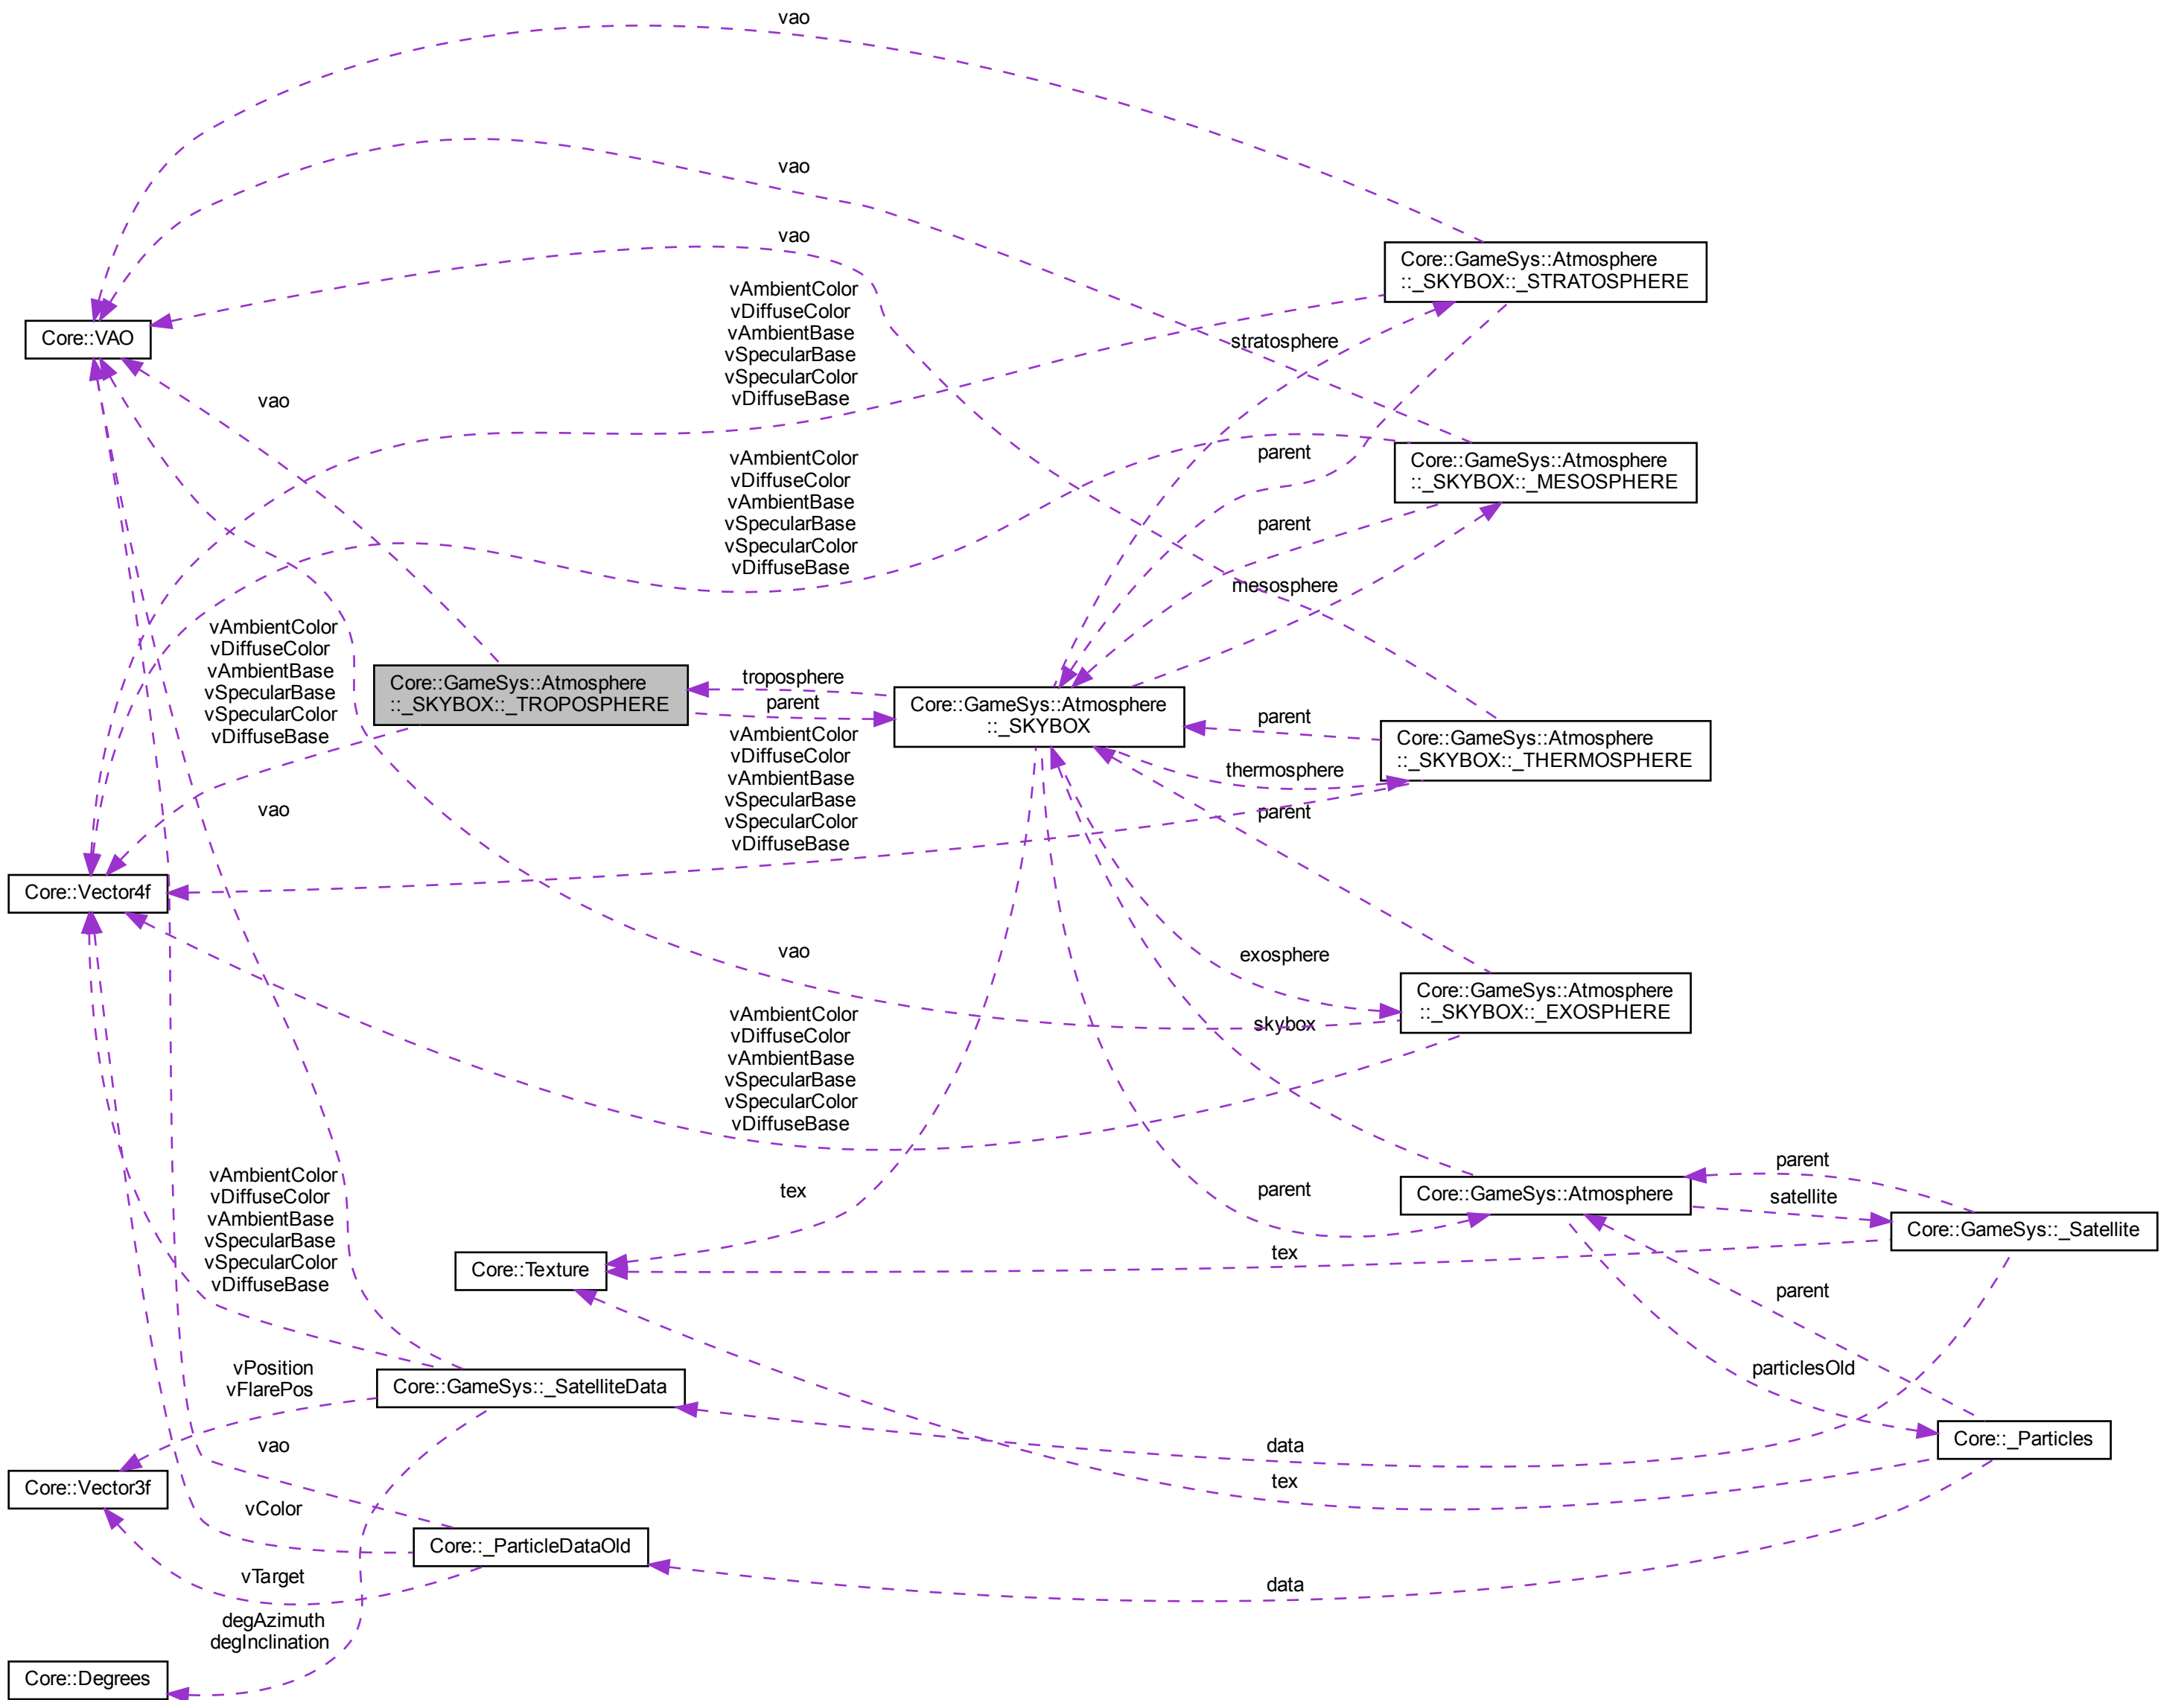 vao
vao
vao
vAmbientColor
vDiffuseColor
vAmbientBase
vSpecularBase
vSpecularColor
vDiffuseBase
Core::GameSys::Atmosphere
::_SKYBOX::_STRATOSPHERE
Core::VAO
stratosphere
vao
parent
Core::GameSys::Atmosphere
::_SKYBOX::_MESOSPHERE
vAmbientColor
vDiffuseColor
vAmbientBase
vSpecularBase
vSpecularColor
vDiffuseBase
parent
mesosphere
vAmbientColor
vDiffuseColor
vAmbientBase
vSpecularBase
vSpecularColor
vDiffuseBase
Core::GameSys::Atmosphere
::_SKYBOX::_TROPOSPHERE
troposphere
parent
Core::GameSys::Atmosphere
::_SKYBOX
parent
Core::GameSys::Atmosphere
::_SKYBOX::_THERMOSPHERE
vAmbientColor
vDiffuseColor
vAmbientBase
vSpecularBase
vSpecularColor
vDiffuseBase
thermosphere
parent
vao
Core::Vector4f
vao
exosphere
Core::GameSys::Atmosphere
::_SKYBOX::_EXOSPHERE
vAmbientColor
vDiffuseColor
vAmbientBase
vSpecularBase
vSpecularColor
vDiffuseBase
skybox
vAmbientColor
vDiffuseColor
vAmbientBase
vSpecularBase
vSpecularColor
vDiffuseBase
tex
parent
Core::GameSys::Atmosphere
parent
satellite
Core::GameSys::_Satellite
Core::Texture
tex
parent
vPosition
vFlarePos
Core::GameSys::_SatelliteData
particlesOld
vao
data
Core::_Particles
Core::Vector3f
vColor
tex
Core::_ParticleDataOld
vTarget
data
degAzimuth
degInclination
Core::Degrees